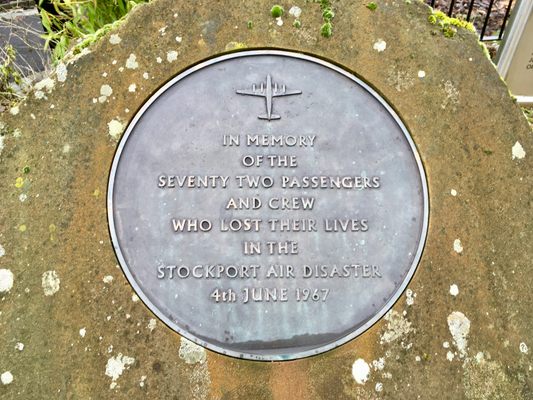 IN MEMORY
OF THE
SEVENTY TWO PASSENGERS
AND CREW
WHO LOST THEIR LIVES
IN THE
STOCKPORT AIR DISASTER
4th JUNE 1967